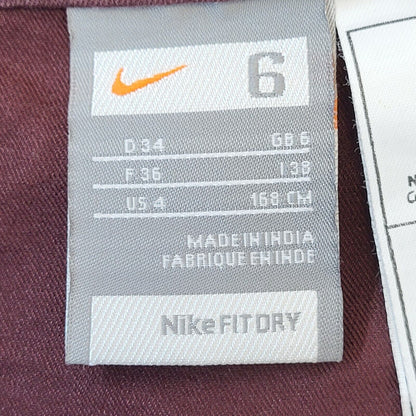 6
D 34 GB 6
F 36 I 38
US 4 168 CM
MADE IN INDIA
FABRIQUE EN INDE
Nike FIT DRY